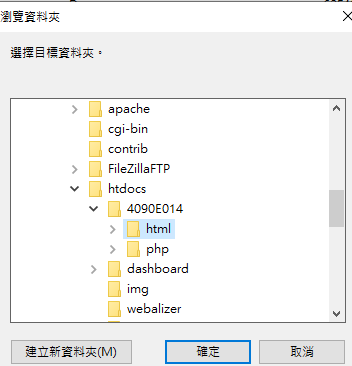 瀏覽資料夾
選擇目標資料夾。
apache
cgi-bin
contrib
FileZillaFTP
htdocs
4090E014
html
php
dashboard
img
webalizer
建立新資料夾(M) 確定 取消